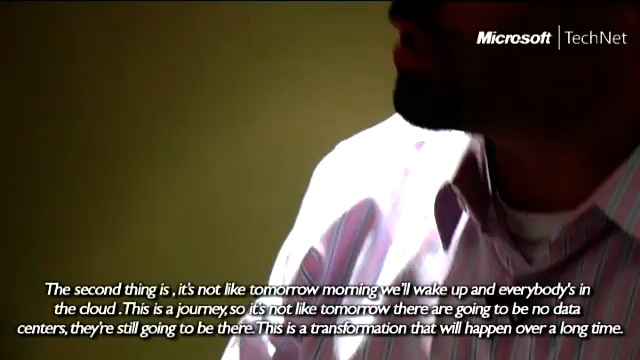 Microsoft | TechNet
The second thing is , it's not like tomorrow morning we'll wake up and everybody's in
the cloud .This is a journey, so it's not like tomorrow there are going to be no data
centers, they're still going to be there.This is a transformation that will happen over a long time.